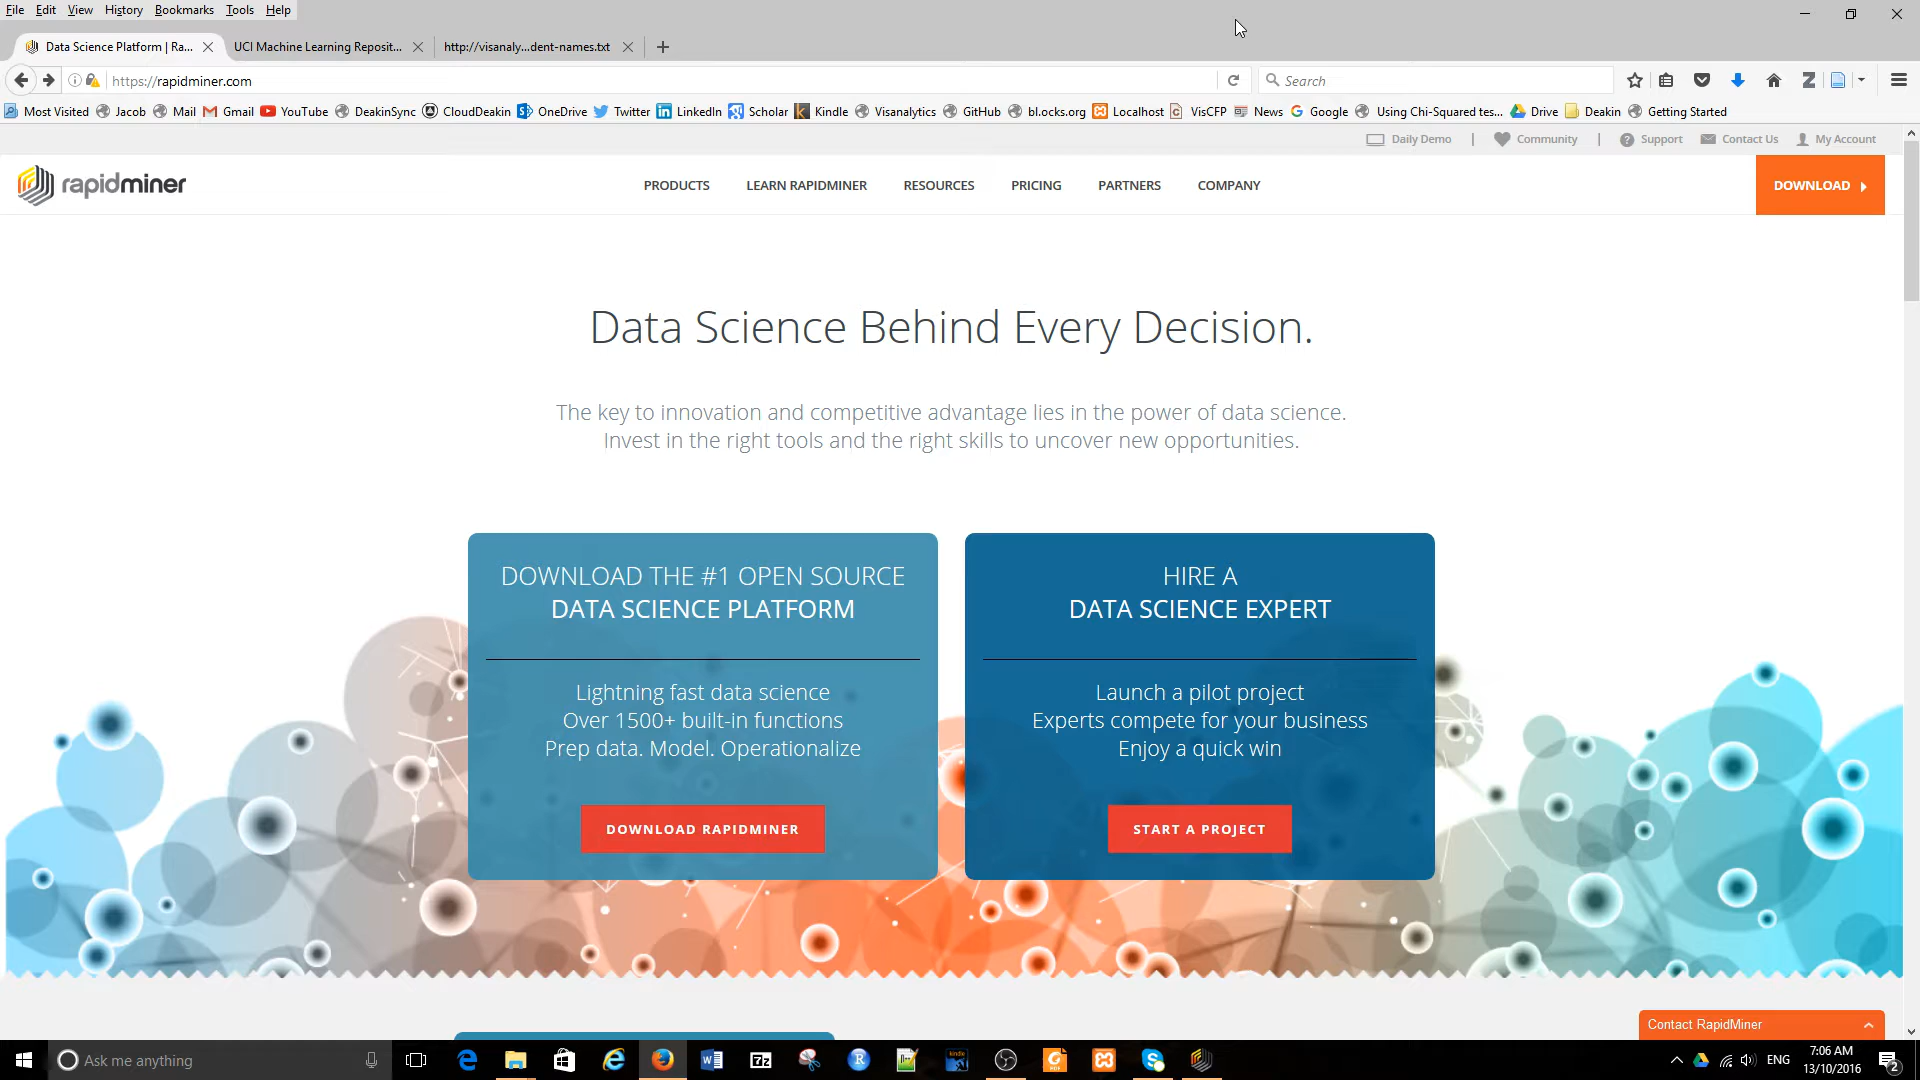 File Edit View History Bookmarks Tools Help
Data Science Platform | Ra...
UCI Machine Learning Reposit...
http://visanaly...dent-names.txt
https://rapidminer.com
Search
Most Visited Jacob Mail Gmail YouTube DeakinSync CloudDeakin OneDrive Twitter LinkedIn Scholar Kindle Visanalytics GitHub bl.ocks.org Localhost VisCFP News Google Using Chi-Squared tes... Drive Deakin Getting Started
Daily Demo | Community | Support Contact Us My Account
rapidminer
PRODUCTS LEARN RAPIDMINER RESOURCES PRICING PARTNERS COMPANY
DOWNLOAD
Data Science Behind Every Decision.
The key to innovation and competitive advantage lies in the power of data science.
Invest in the right tools and the right skills to uncover new opportunities.
DOWNLOAD THE #1 OPEN SOURCE
DATA SCIENCE PLATFORM
Lightning fast data science
Over 1500+ built-in functions
Prep data. Model. Operationalize
DOWNLOAD RAPIDMINER
HIRE A
DATA SCIENCE EXPERT
Launch a pilot project
Experts compete for your business
Enjoy a quick win
START A PROJECT
Contact RapidMiner
Ask me anything
ENG
7:06 AM
13/10/2016
2